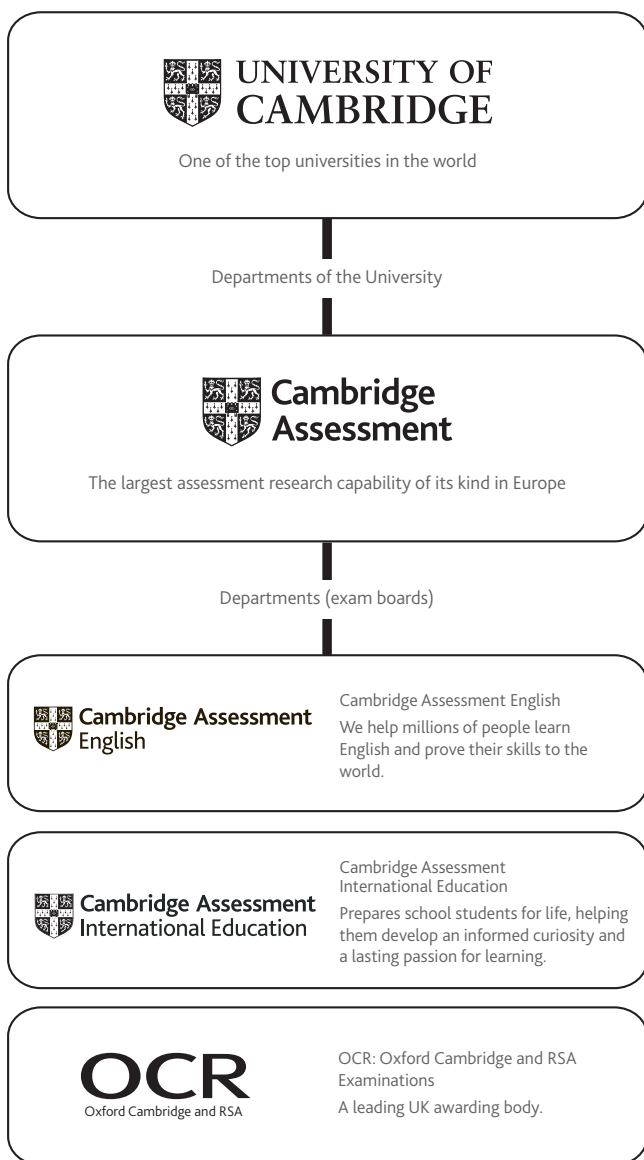 UNIVERSITY OF
CAMBRIDGE
One of the top universities in the world
Departments of the University
Cambridge
Assessment
The largest assessment research capability of its kind in Europe
Departments (exam boards)
Cambridge Assessment
English
Cambridge Assessment English
We help millions of people learn
English and prove their skills to the
world.
Cambridge Assessment
International Education
Cambridge Assessment
International Education
Prepares school students for life, helping
them develop an informed curiosity and
a lasting passion for learning.
OCR
Oxford Cambridge and RSA
OCR: Oxford Cambridge and RSA
Examinations
A leading UK awarding body.